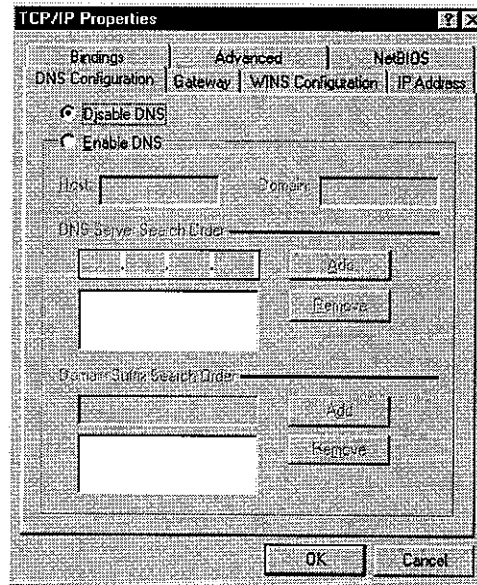 TCP/IP Properties
Bindings Advanced NetBIOS
DNS Configuration Gateway WINS Configuration IP Address
Disable DNS
Enable DNS
Host: Domain:
DNS Server Search Order
Add
Remove
Domain Suffix Search Order
Add
Remove
OK Cancel